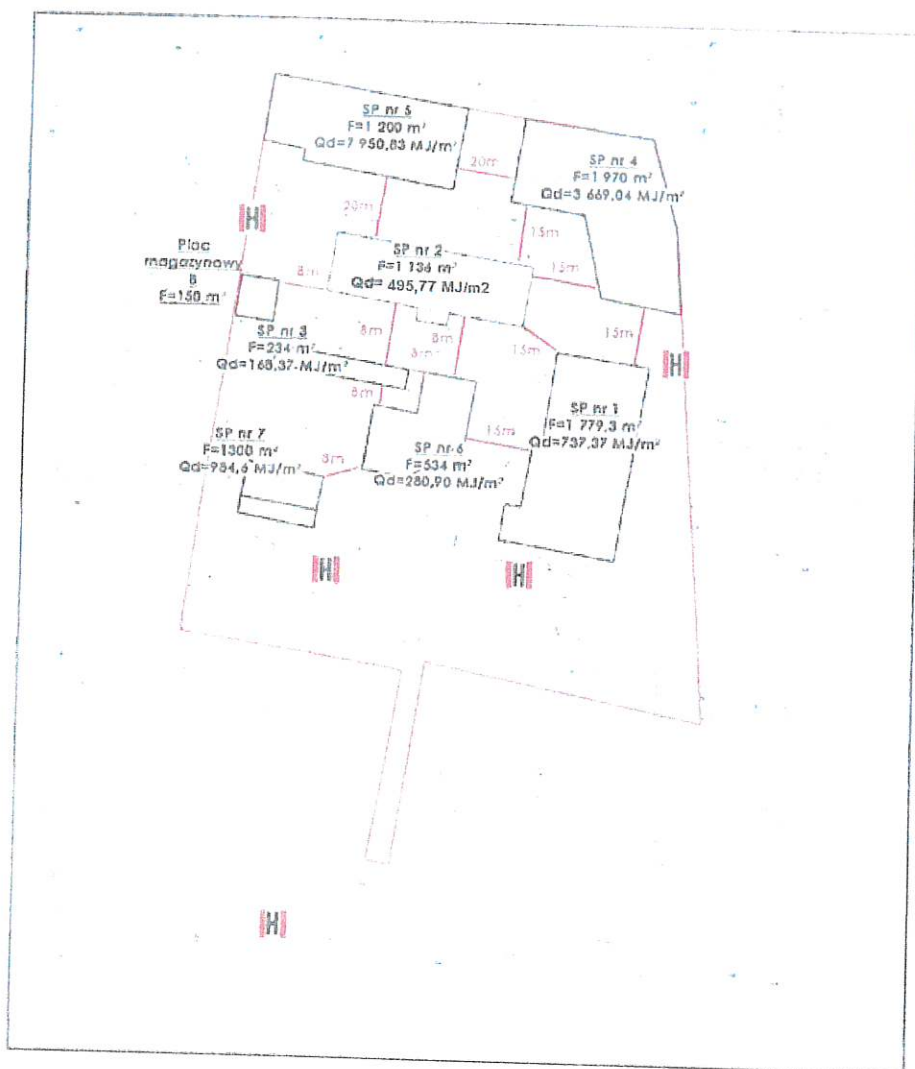 SP nr 5
F=1 200 m²
Qd=7 950,83 MJ/m²
20m
SP nr 4
F=1 970 m²
Qd=3 669,04 MJ/m²
H
20m
15m
Plac
magazynowy
B
F=150 m²
8m
SP nr 2
F=1 136 m²
Qd= 495,77 MJ/m2
15m
SP nr 3
F=234 m²
Qd=168,37 MJ/m²
8m
8m
8m
15m
15m
H
8m
SP nr 1
F=1 779,3 m²
Qd=737,37 MJ/m²
SP nr 7
F=1300 m²
Qd=984,6 MJ/m²
8m
SP nr 6
F=534 m²
Qd=280,90 MJ/m²
15m
H
H
H